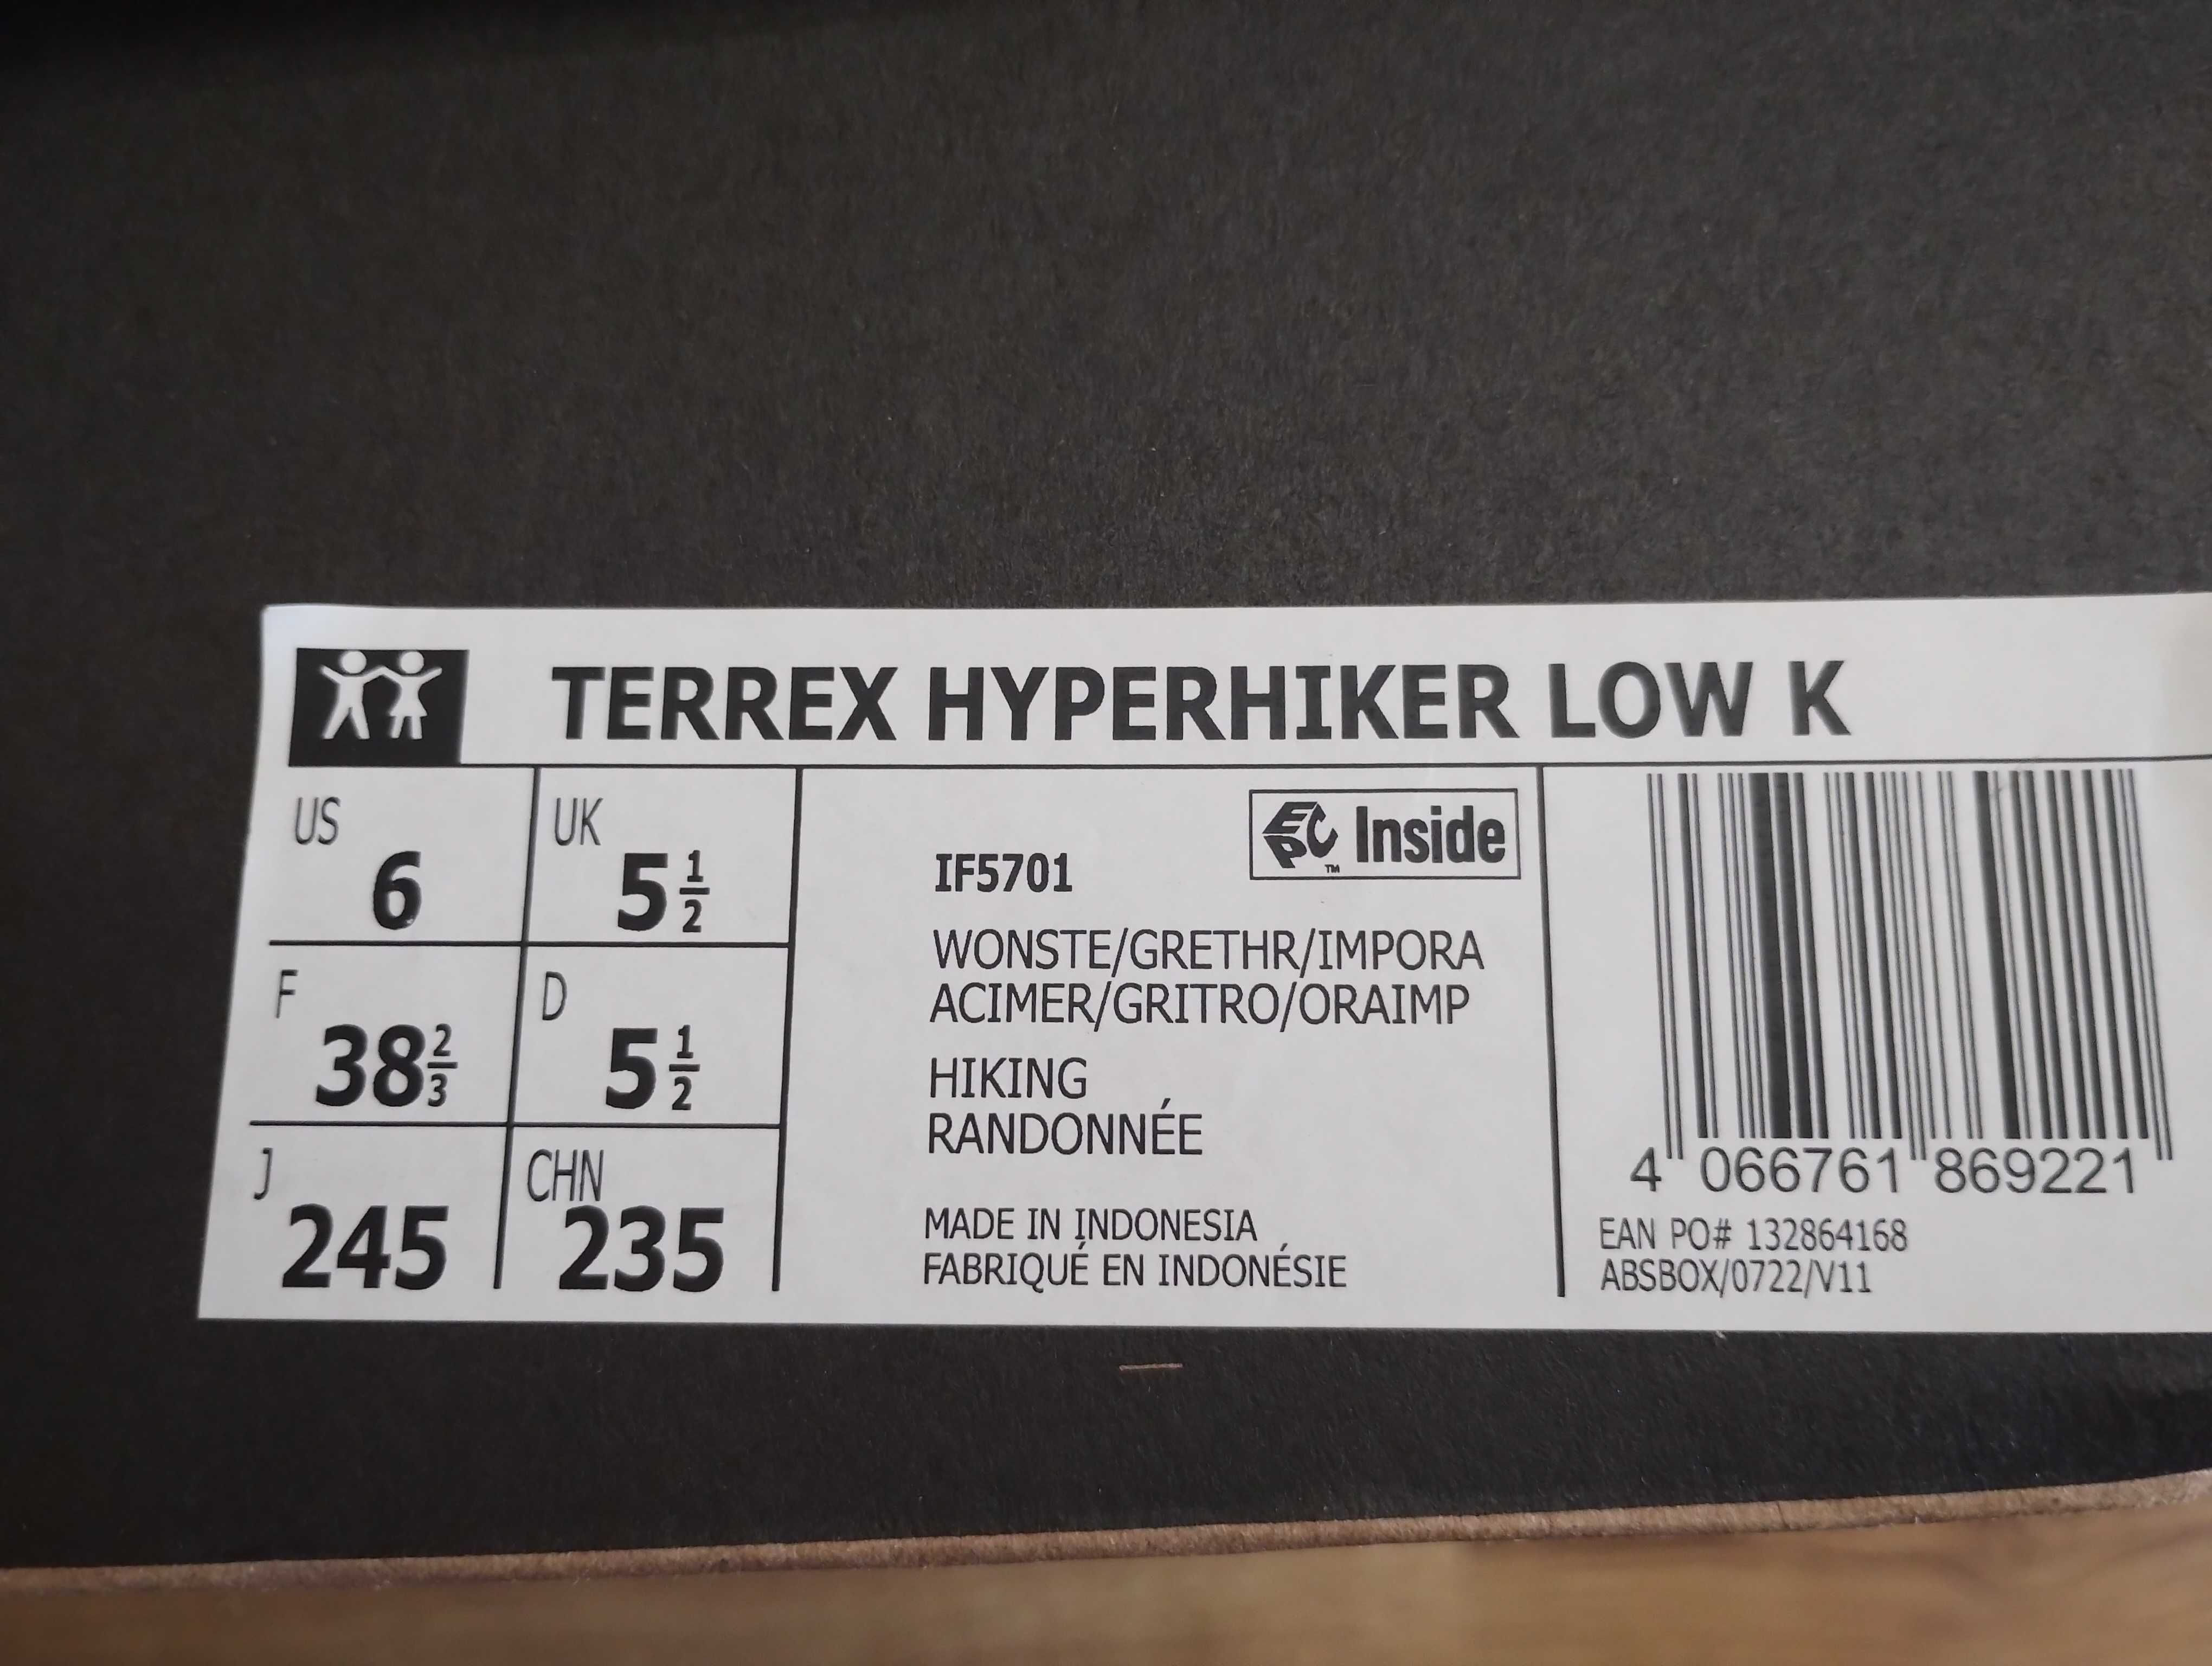 TERREX HYPERHIKER LOW K
US 6
UK 5 1/2
F 38 2/3
D 5 1/2
J 245
CHN 235
EPC Inside
TM
IF5701
WONSTE/GRETHR/IMPORA
ACIMER/GRITRO/ORAIMP
HIKING
RANDONNÉE
MADE IN INDONESIA
FABRIQUÉ EN INDONÉSIE
4 066761 869221
EAN PO# 132864168
ABSBOX/0722/V11